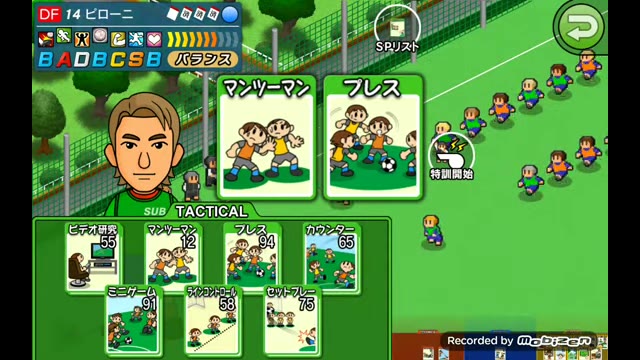 DF 14 ピローニ
SPリスト
BADBCSB バランス
マンツーマン プレス
特訓開始
SUB TACTICAL
ビデオ研究 55
マンツーマン 12
プレス 94
カウンター 65
ミニゲーム 91
ラインコントロール 58
セットプレー 75
Recorded by Mobizen